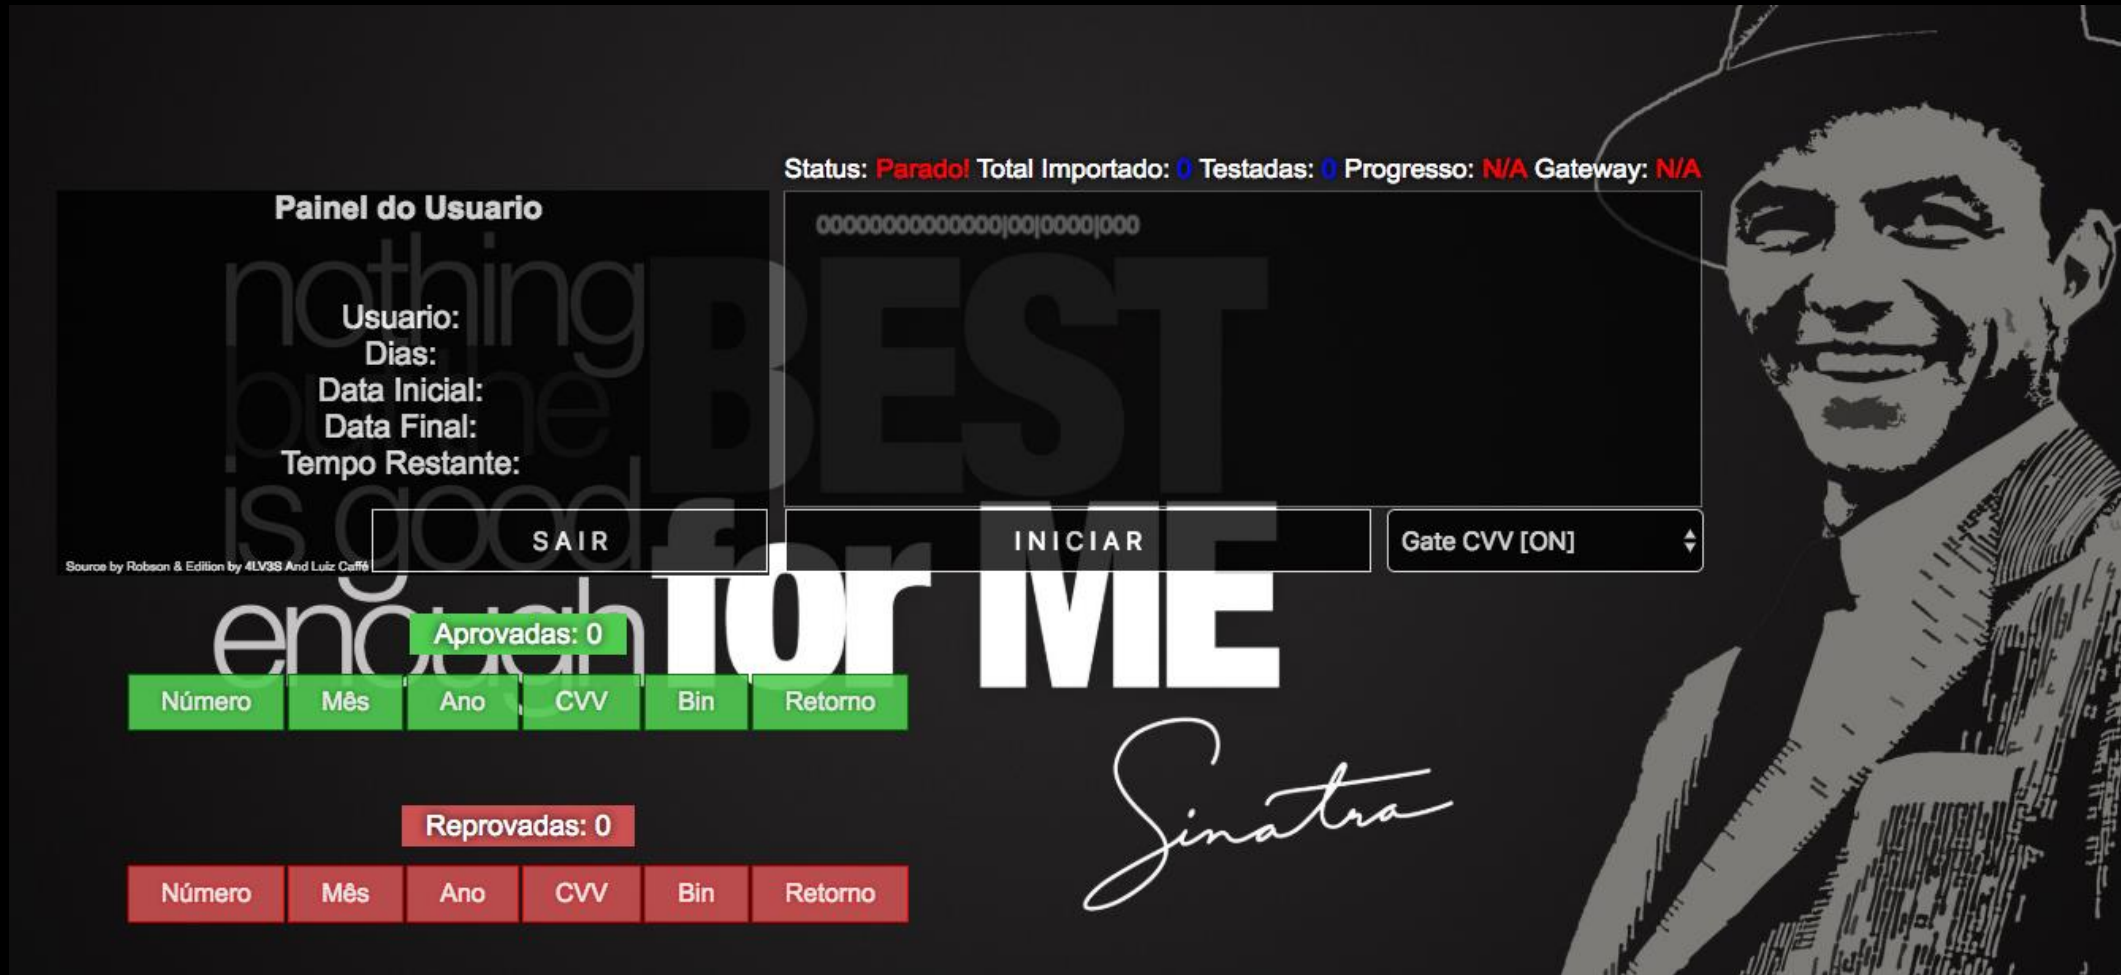 Status: Parado! Total Importado: 0 Testadas: 0 Progresso: N/A Gateway: N/A
Painel do Usuario
000000000000000|00|0000|000
Usuario:
Dias:
Data Inicial:
Data Final:
Tempo Restante:
Source by Robson & Edition by 4LV3S And Luiz Caffé
SAIR
INICIAR
Gate CVV [ON]
nothing
but the
is good
enough
BEST
for ME
Aprovadas: 0
Número Mês Ano CVV Bin Retorno
Reprovadas: 0
Número Mês Ano CVV Bin Retorno
Sinatra